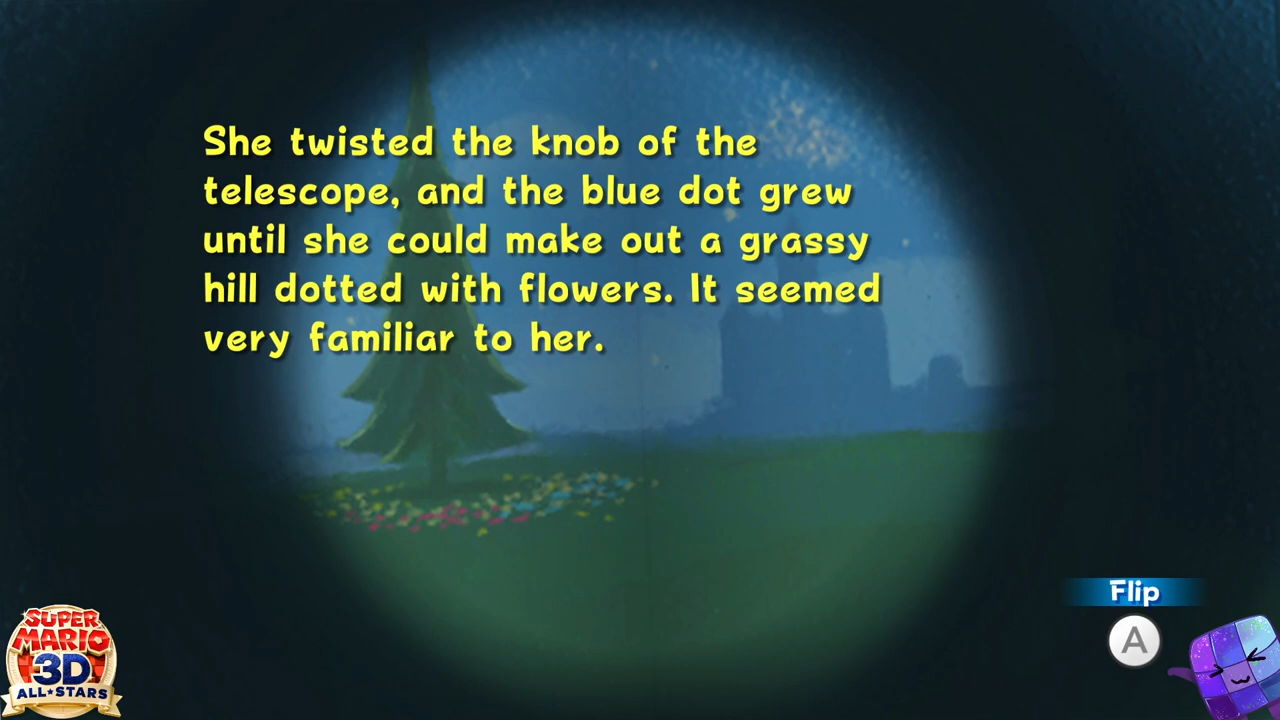 She twisted the knob of the
telescope, and the blue dot grew
until she could make out a grassy
hill dotted with flowers. It seemed
very familiar to her.
Flip
A
SUPER
MARIO
3D
ALL★STARS